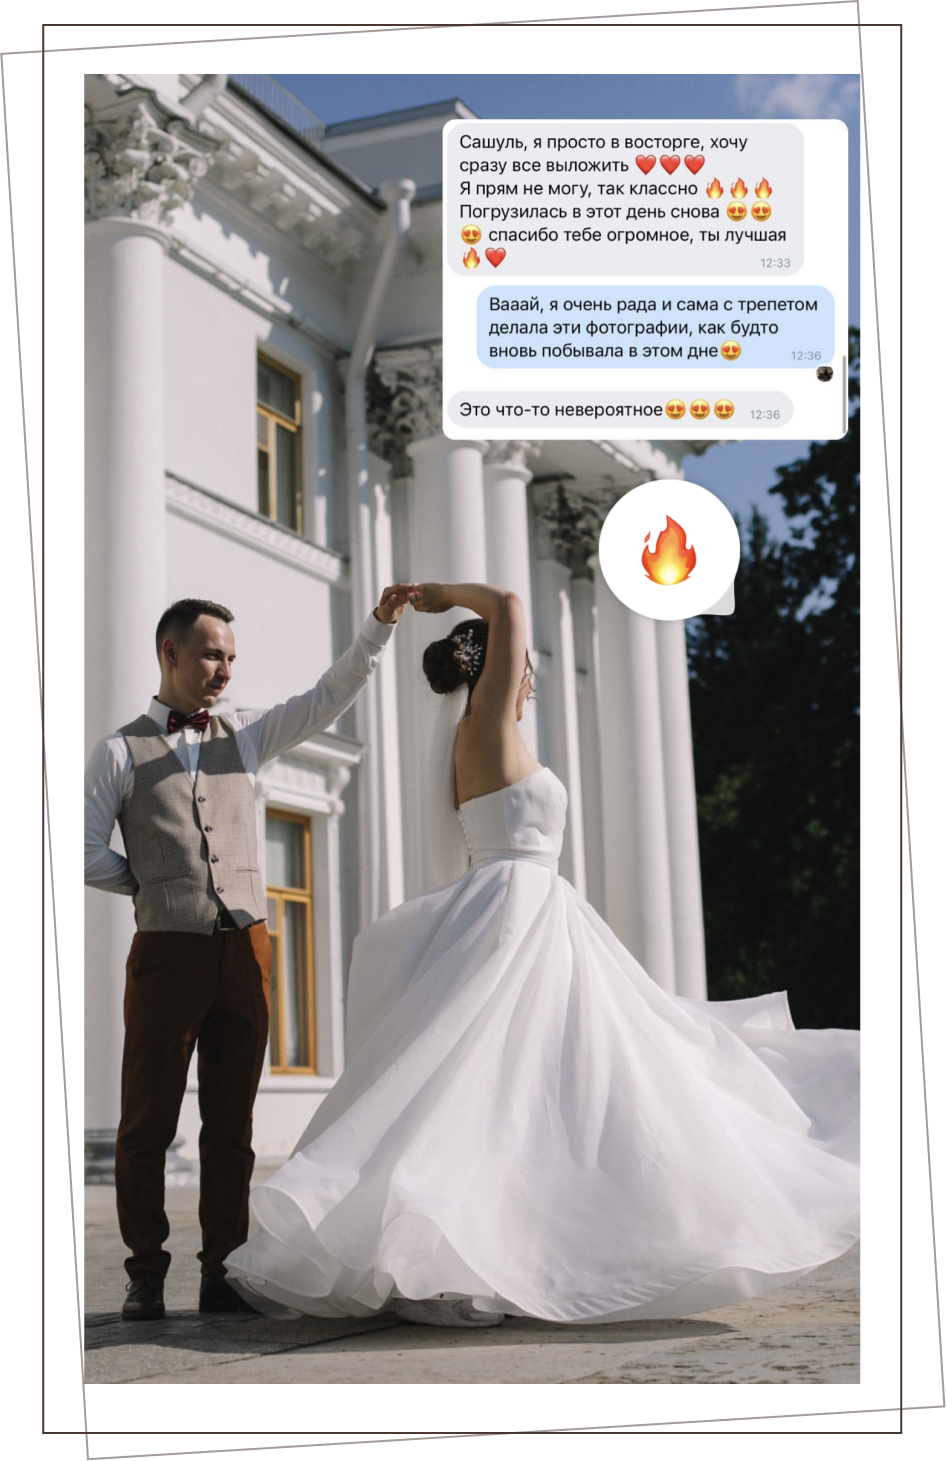 Сашуль, я просто в восторге, хочу
сразу все выложить ❤️❤️❤️
Я прям не могу, так классно 🔥🔥🔥
Погрузилась в этот день снова 😍😍
😍 спасибо тебе огромное, ты лучшая
🔥❤️
12:33
Вааай, я очень рада и сама с трепетом
делала эти фотографии, как будто
вновь побывала в этом дне😍
12:36
Это что-то невероятное😍😍😍 12:36